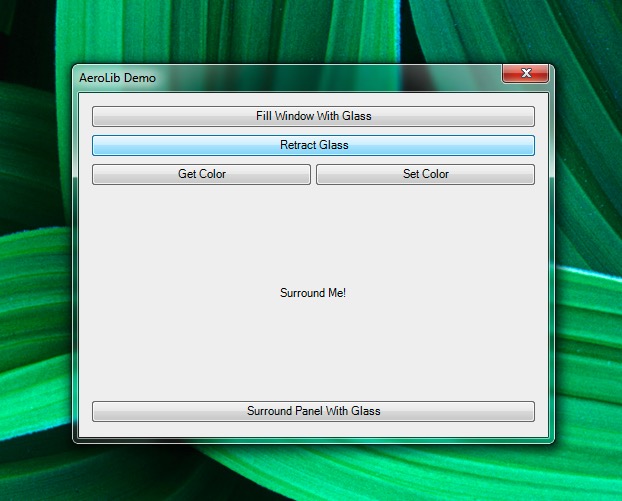 AeroLib Demo
Fill Window With Glass
Retract Glass
Get Color
Set Color
Surround Me!
Surround Panel With Glass